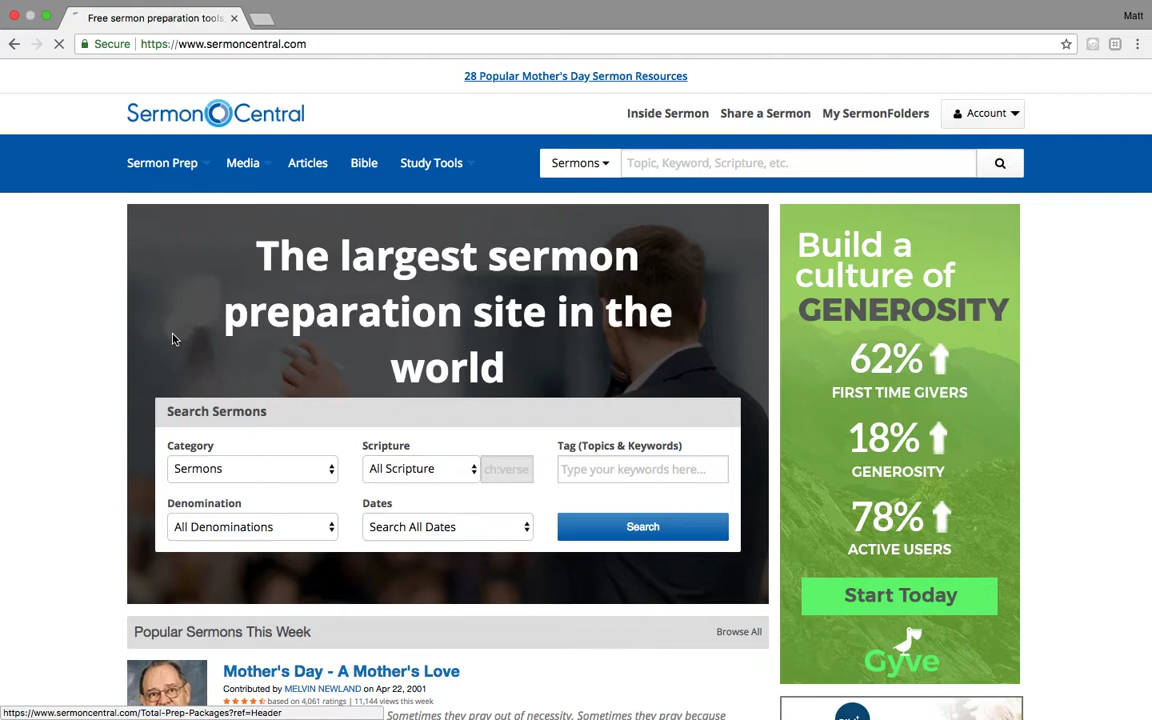 Free sermon preparation tools,
Matt
Secure
https://www.sermoncentral.com
28 Popular Mother's Day Sermon Resources
SermonCentral
Inside Sermon
Share a Sermon
My SermonFolders
Account
Sermon Prep
Media
Articles
Bible
Study Tools
Sermons
Topic, Keyword, Scripture, etc.
The largest sermon
preparation site in the
world
Search Sermons
Category
Scripture
Tag (Topics & Keywords)
Sermons
All Scripture
ch:verse
Type your keywords here...
Denomination
Dates
All Denominations
Search All Dates
Search
Build a
culture of
GENEROSITY
62%
FIRST TIME GIVERS
18%
GENEROSITY
78%
ACTIVE USERS
Start Today
Gyve
Popular Sermons This Week
Browse All
Mother's Day - A Mother's Love
Contributed by MELVIN NEWLAND on Apr 22, 2001
based on 4,061 ratings | 11,144 views this week
Sometimes they pray out of necessity. Sometimes they pray because
https://www.sermoncentral.com/Total-Prep-Packages?ref=Header